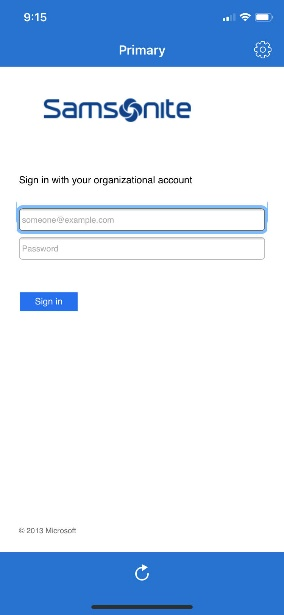 9:15
Primary
Samsonite
Sign in with your organizational account
someone@example.com
Password
Sign in
© 2013 Microsoft